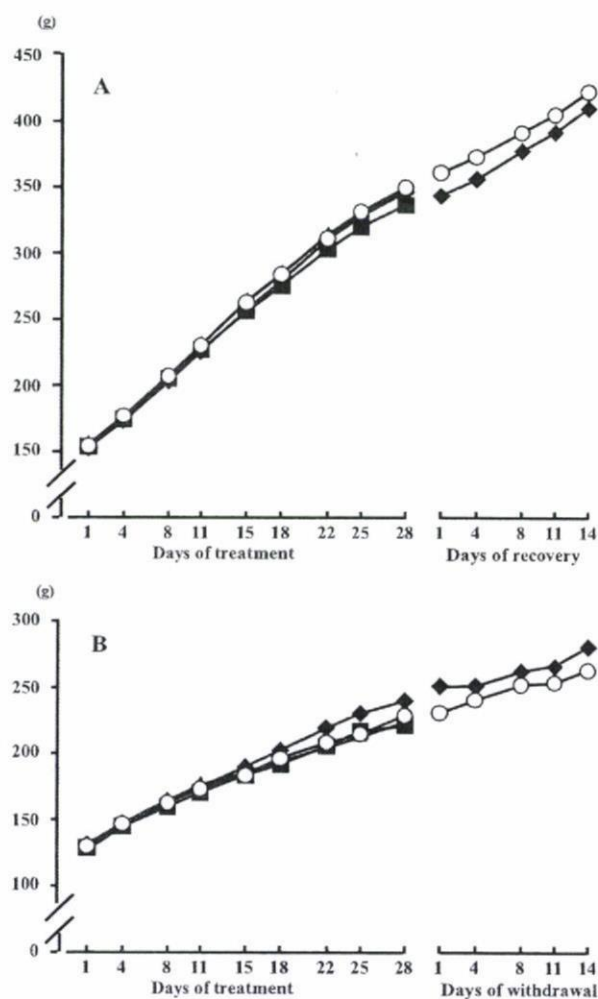 (g)
450
A
400
350
300
250
200
150
0
1 4 8 11 15 18 22 25 28 1 4 8 11 14
Days of treatment Days of recovery
(g)
300
B
250
200
150
100
0
1 4 8 11 15 18 22 25 28 1 4 8 11 14
Days of treatment Days of withdrawal